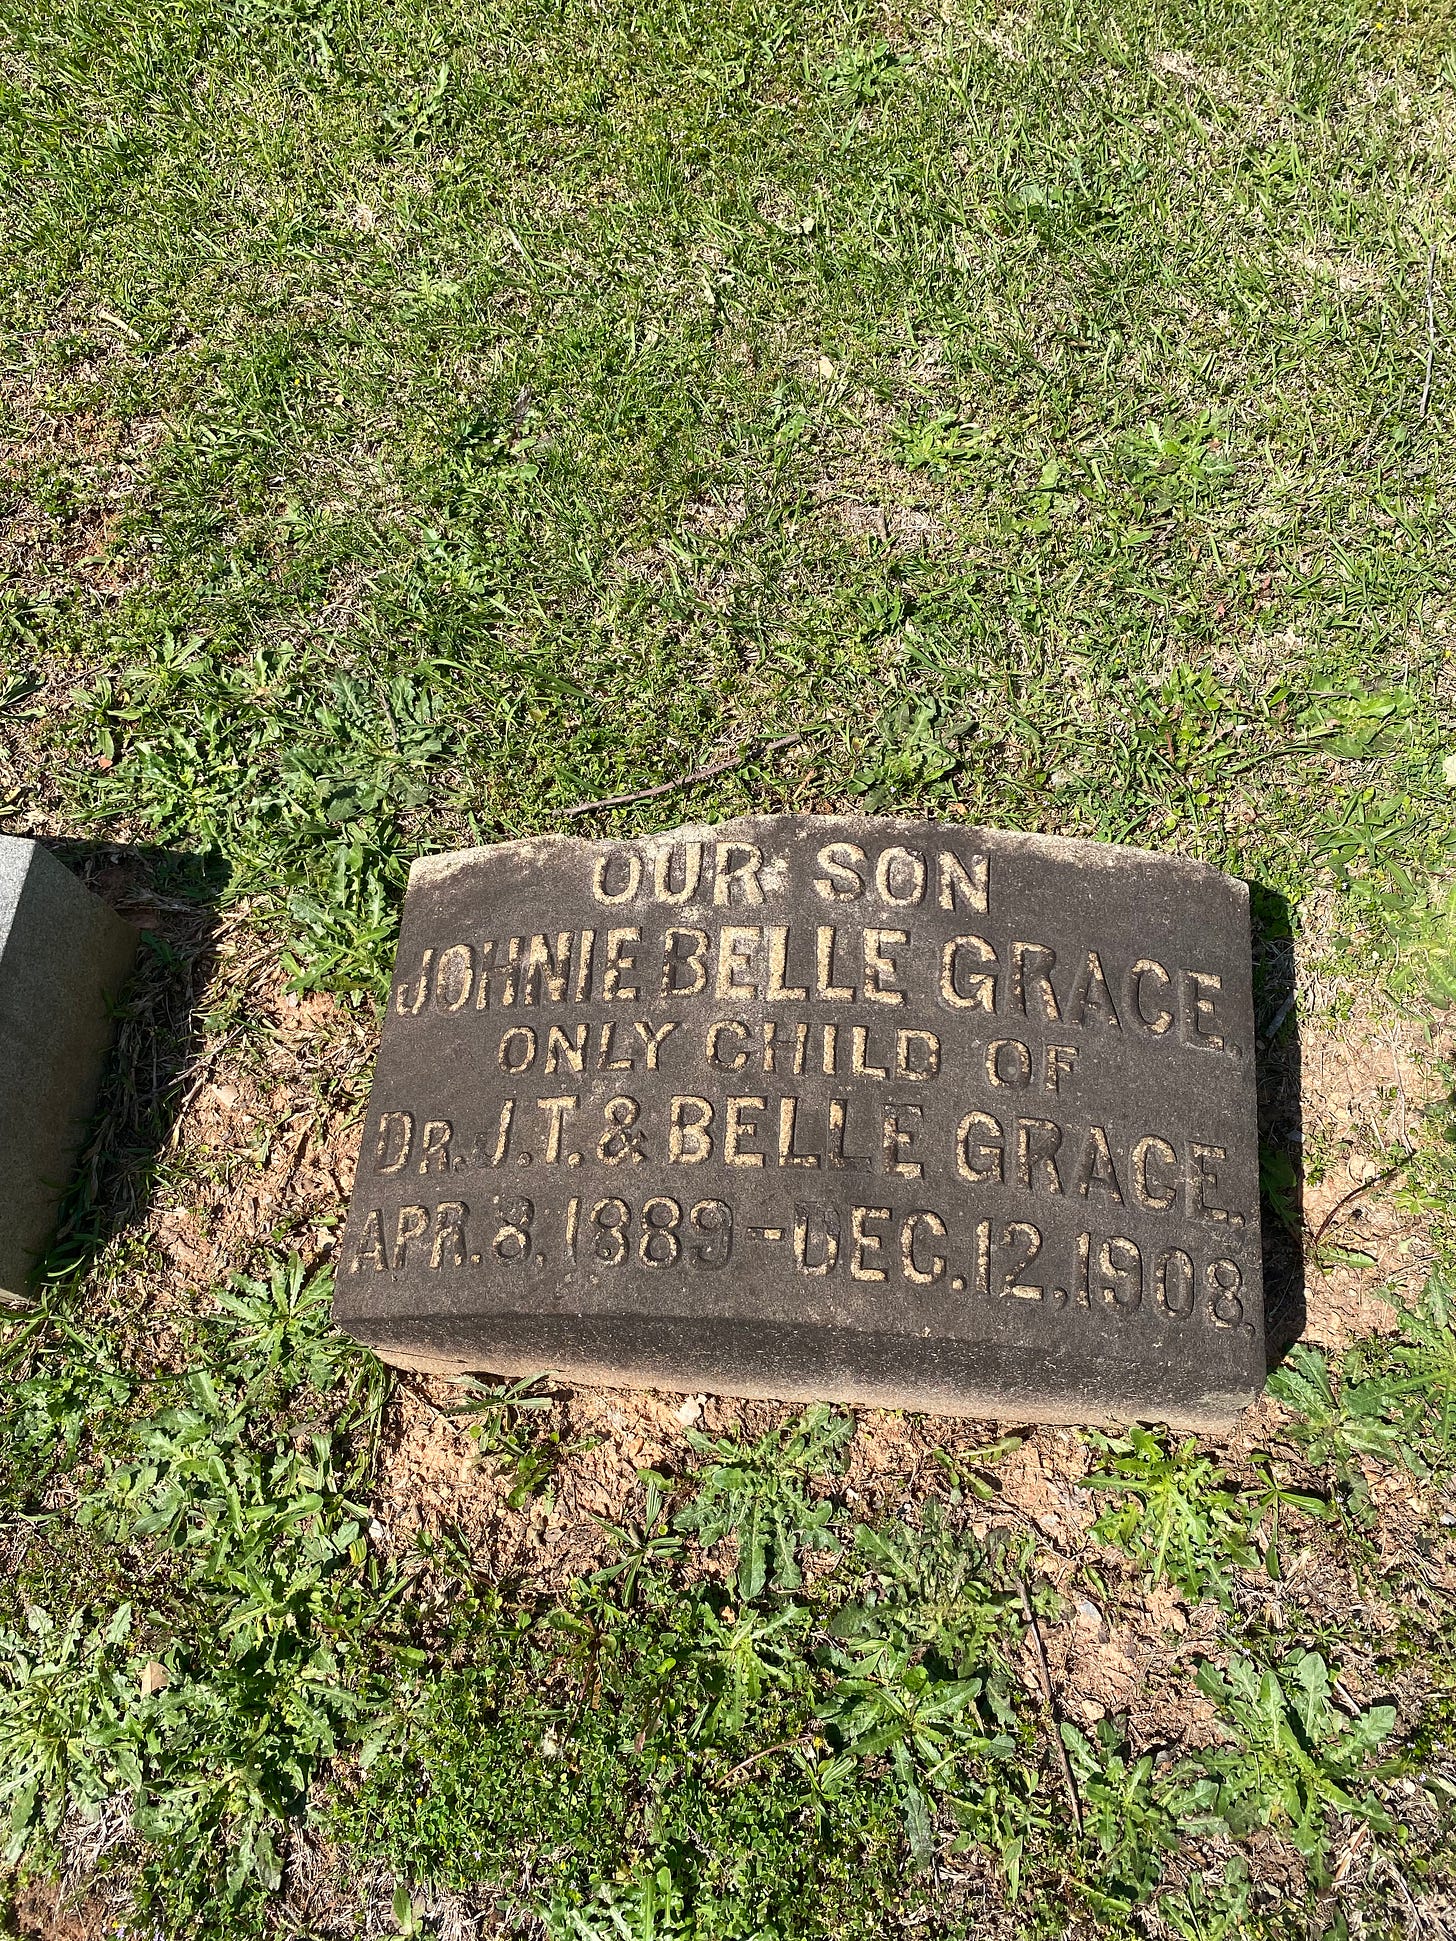 OUR SON
JOHNIE BELLE GRACE.
ONLY CHILD OF
DR. J.T. & BELLE GRACE.
APR. 8, 1889 - DEC. 12, 1908.